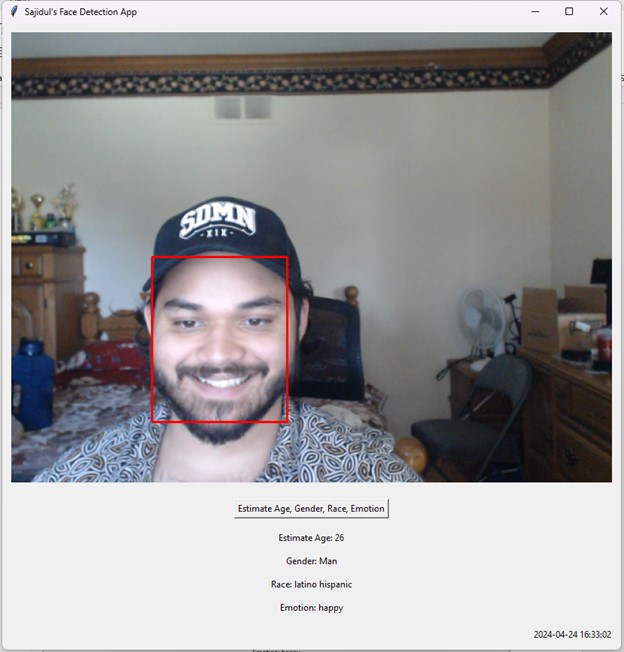 Sajidul's Face Detection App
SDMN
-XIX-
Estimate Age, Gender, Race, Emotion
Estimate Age: 26
Gender: Man
Race: latino hispanic
Emotion: happy
2024-04-24 16:33:02